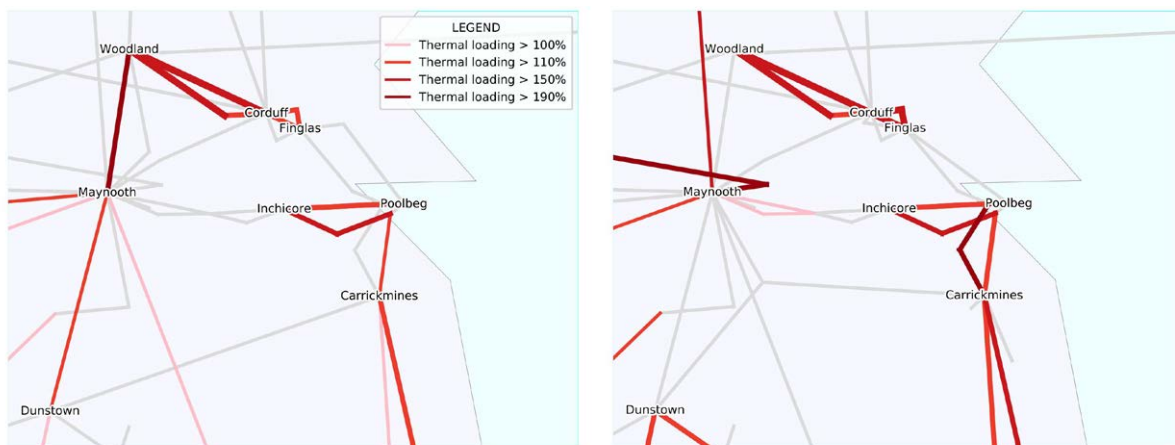 LEGEND
Thermal loading > 100%
Thermal loading > 110%
Thermal loading > 150%
Thermal loading > 190%
Woodland
Corduff
Finglas
Maynooth
Inchicore
Poolbeg
Carrickmines
Dunstown
Woodland
Corduff
Finglas
Maynooth
Inchicore
Poolbeg
Carrickmines
Dunstown